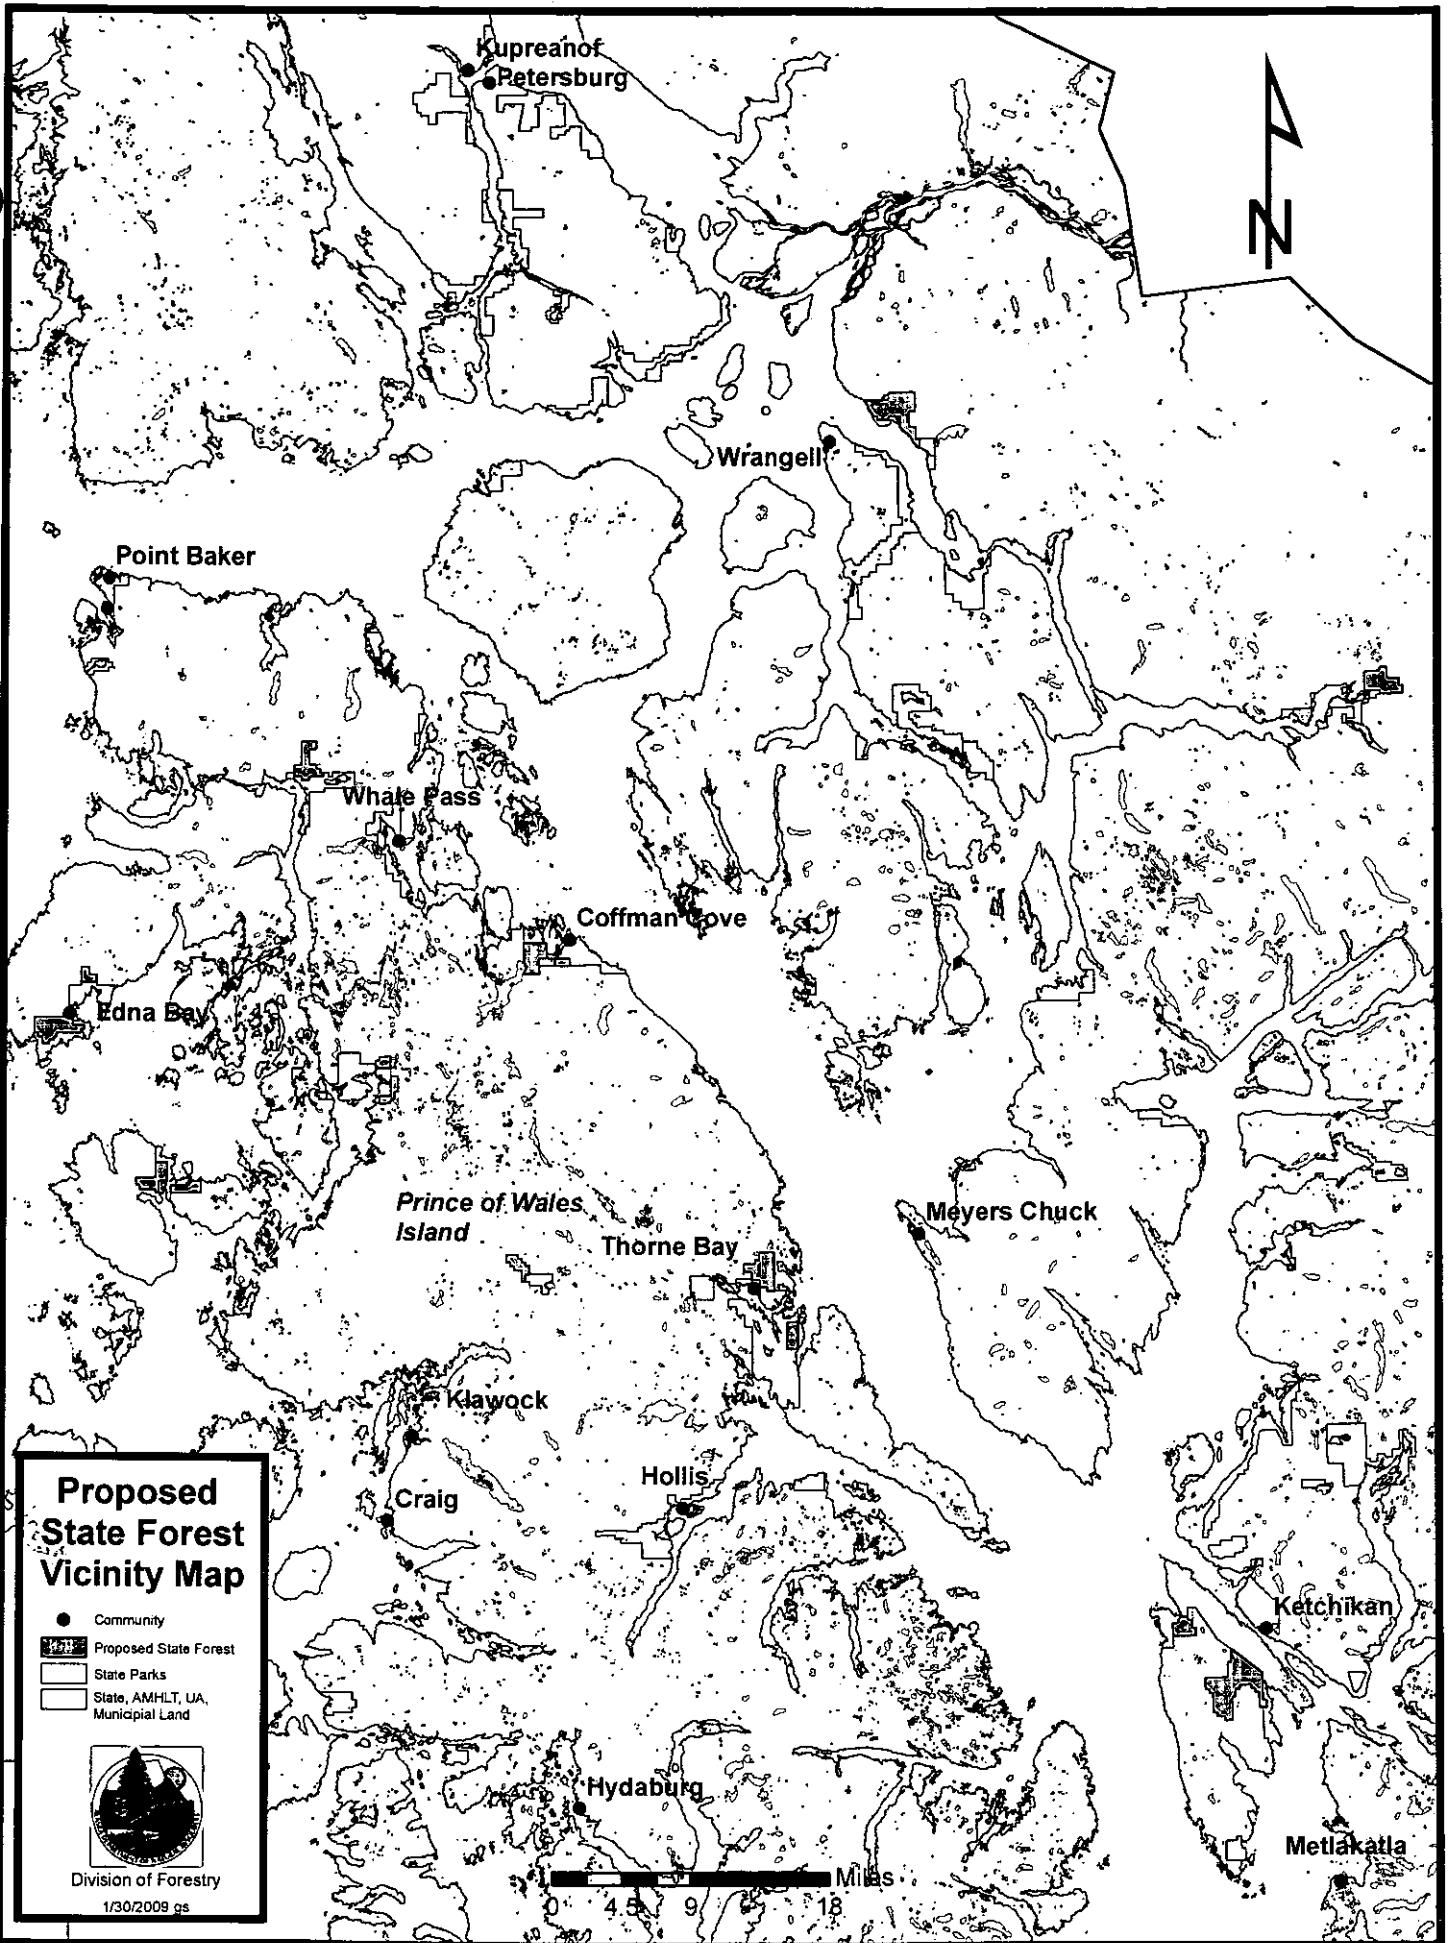 Kupreanof
Petersburg
N
Wrangell
Point Baker
Whale Pass
Coffman Cove
Edna Bay
Prince of Wales
Island
Meyers Chuck
Thorne Bay
Klawock
Hollis
Craig
Ketchikan
Hydaburg
Metlakatla
Miles
0 4.5 9 18
Proposed
State Forest
Vicinity Map
Community
Proposed State Forest
State Parks
State, AMHLT, UA,
Municipial Land
Division of Forestry
1/30/2009 gs